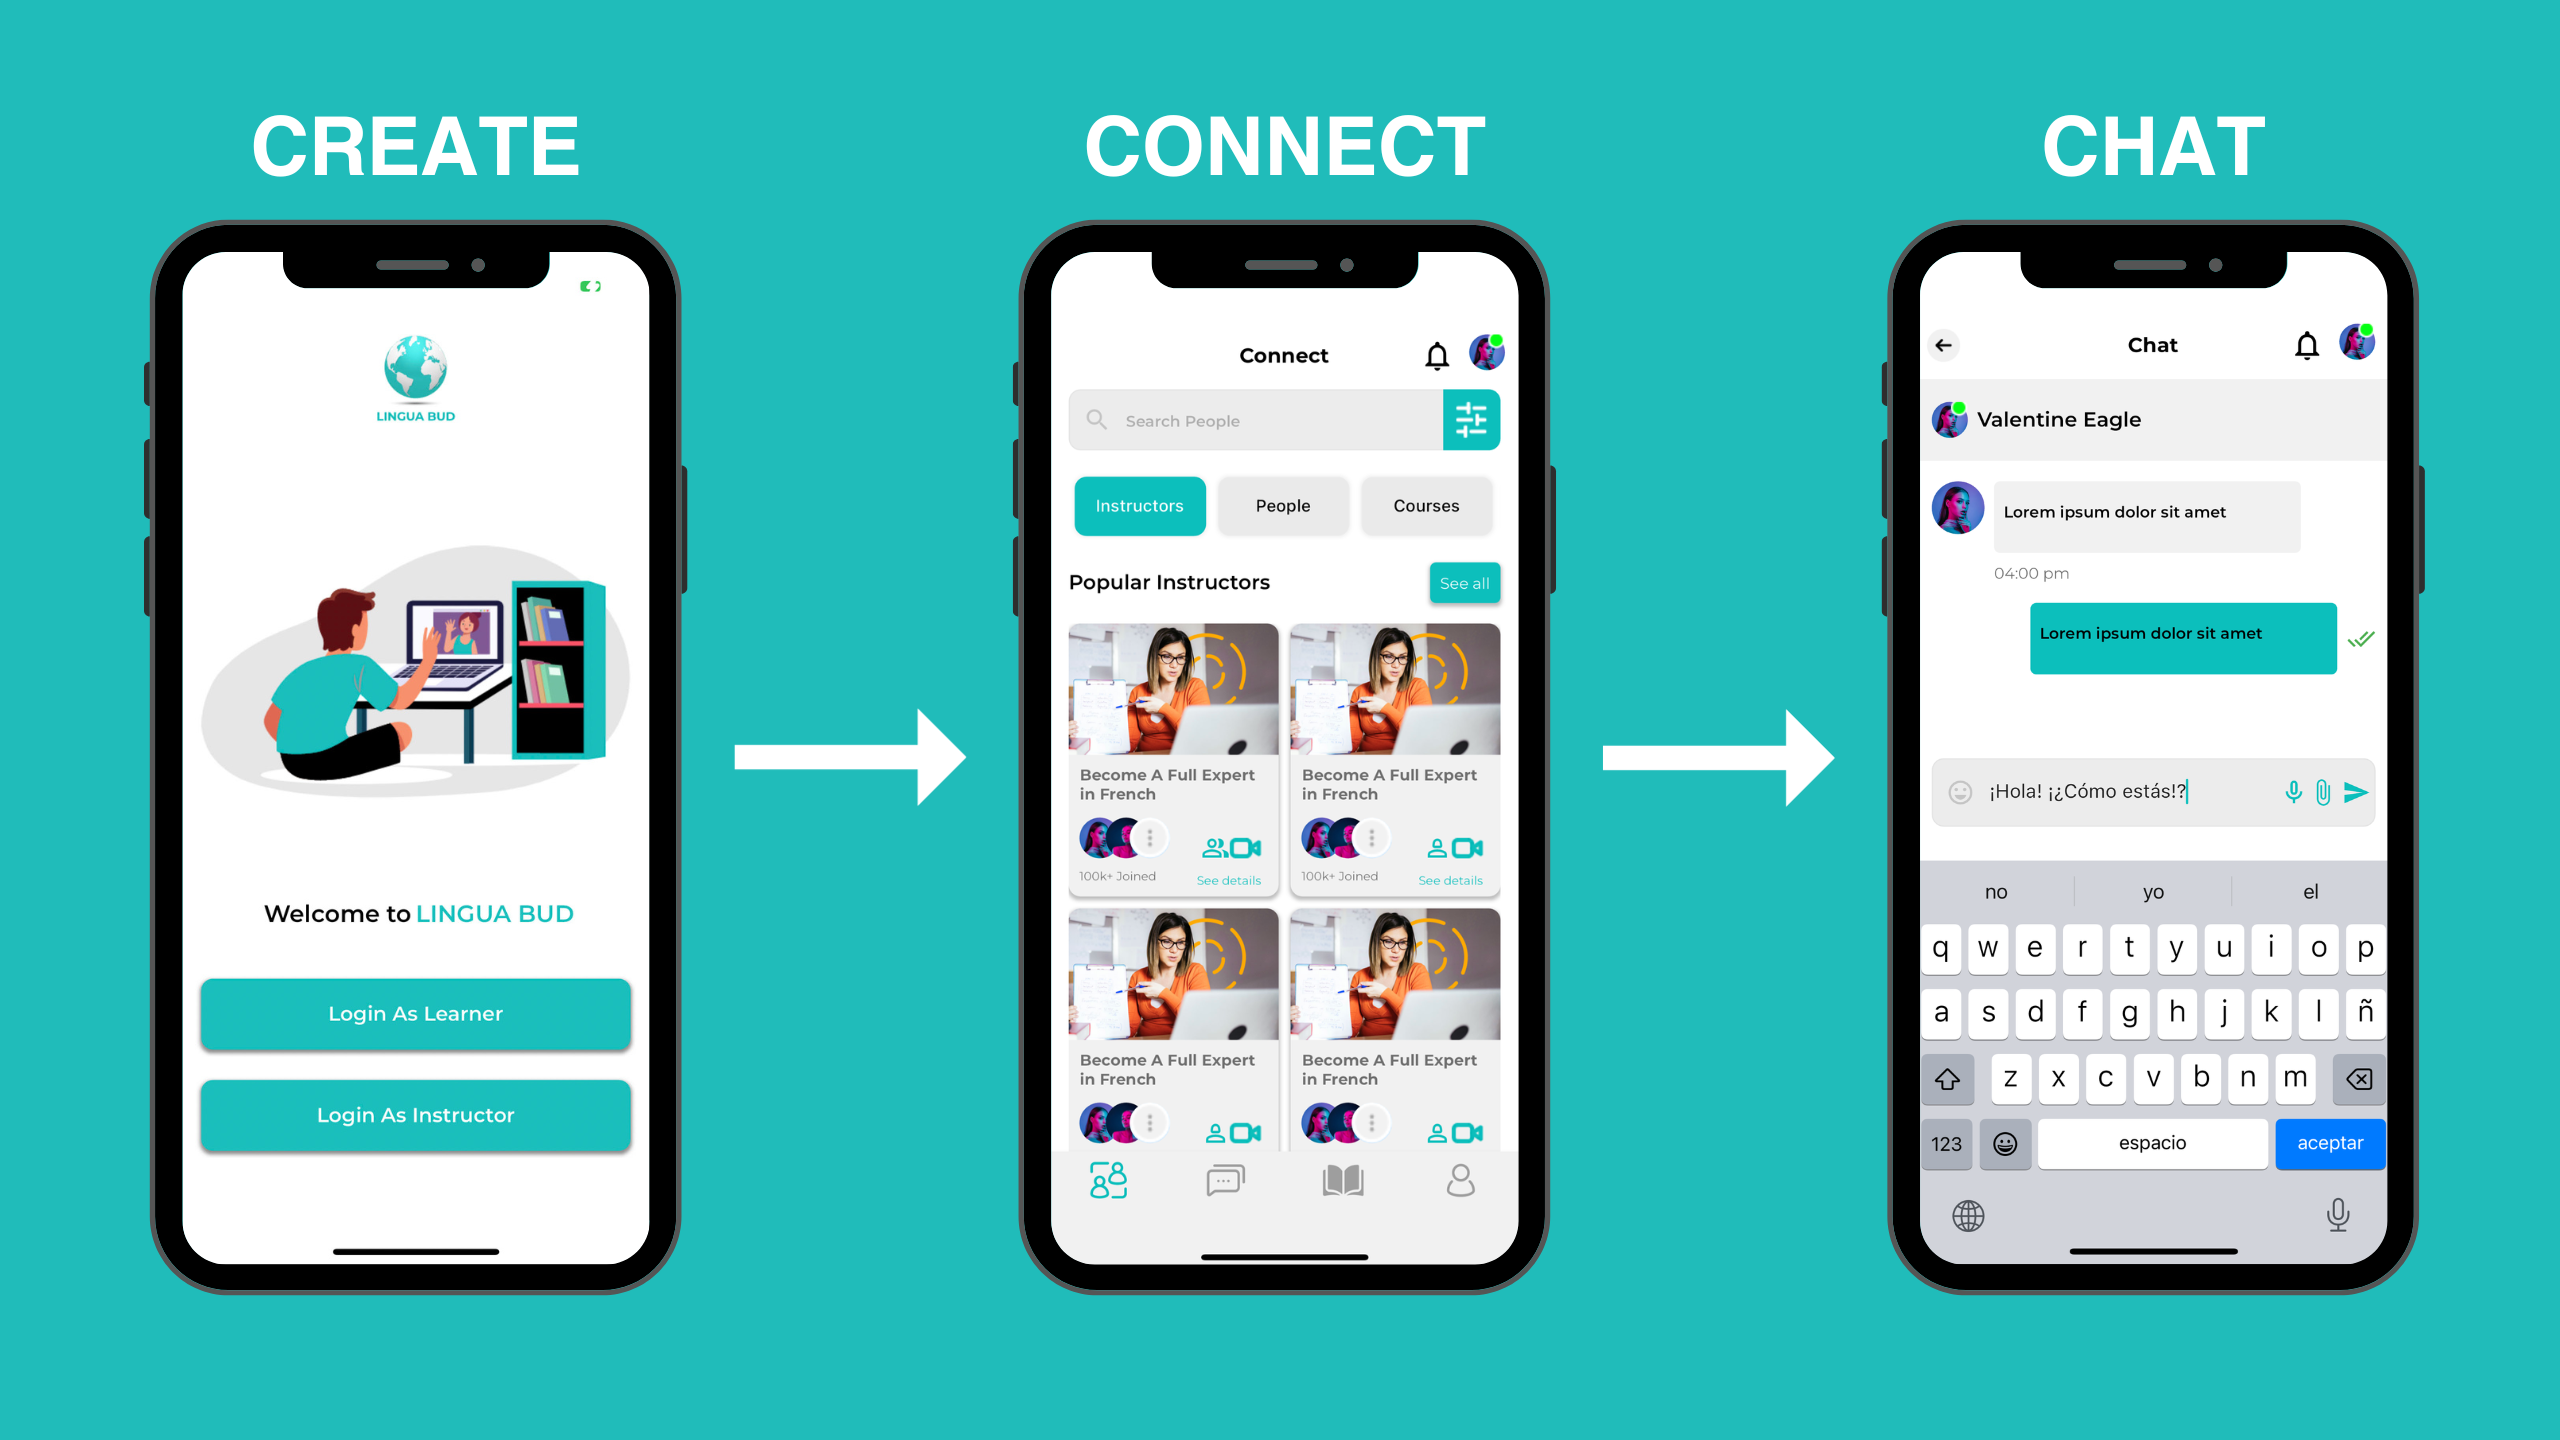 CREATE
LINGUA BUD
Welcome to LINGUA BUD
Login As Learner
Login As Instructor
CONNECT
Connect
Search People
Instructors People Courses
Popular Instructors See all
Become A Full Expert
in French
100k+ Joined See details
Become A Full Expert
in French
100k+ Joined See details
Become A Full Expert
in French
Become A Full Expert
in French
CHAT
Chat
Valentine Eagle
Lorem ipsum dolor sit amet
04:00 pm
Lorem ipsum dolor sit amet
¡Hola! ¡¿Cómo estás!?
no yo el
q w e r t y u i o p
a s d f g h j k l ñ
z x c v b n m
123 espacio aceptar